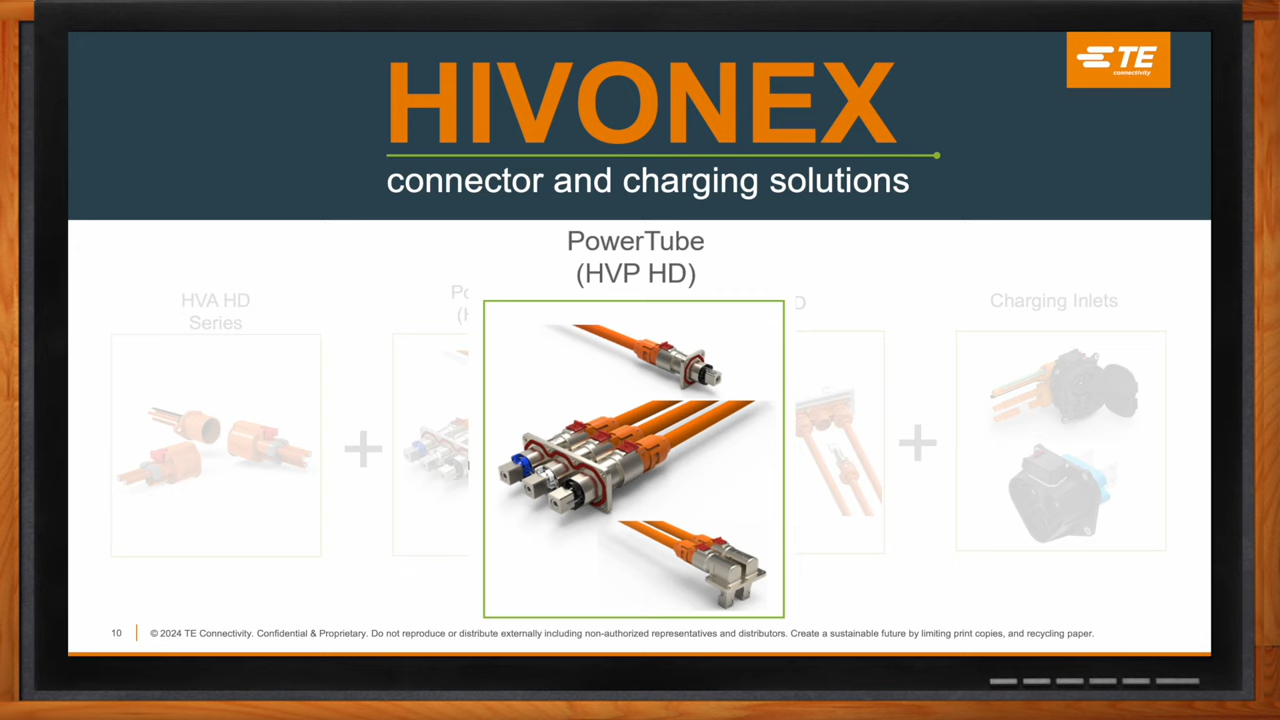 HIVONEX
TE
connectivity
connector and charging solutions
PowerTube
(HVP HD)
HVA HD
Series
Charging Inlets
10
© 2024 TE Connectivity. Confidential & Proprietary. Do not reproduce or distribute externally including non-authorized representatives and distributors. Create a sustainable future by limiting print copies, and recycling paper.